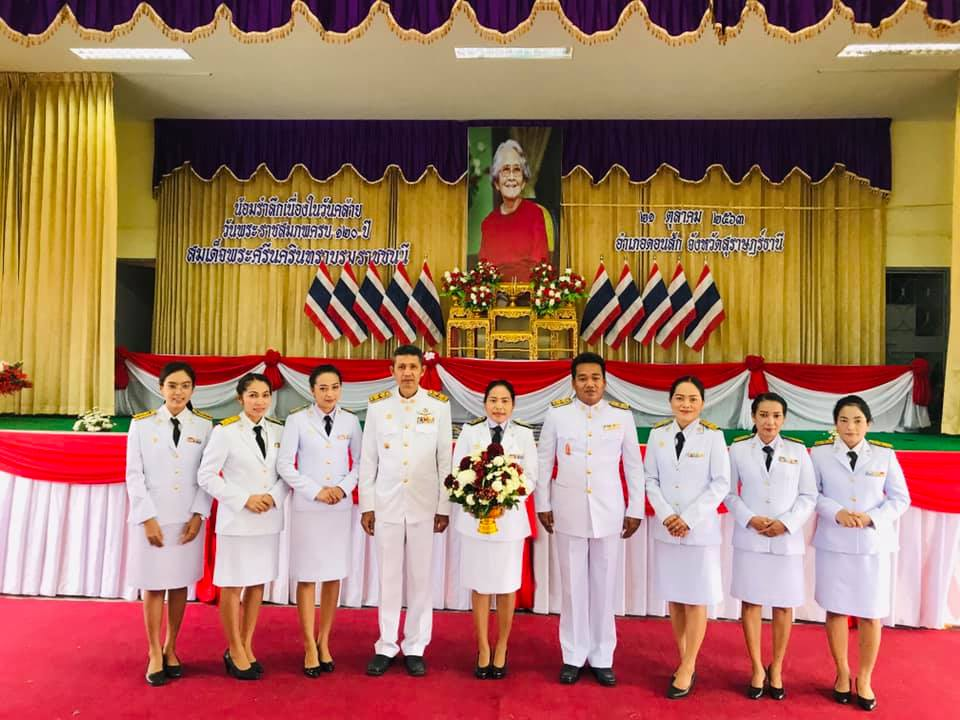 น้อมรำลึกเนื่องในวันคล้าย
วันพระราชสมภพครบ ๑๒๐ ปี
สมเด็จพระศรีนครินทราบรมราชชนนี
๒๑ ตุลาคม ๒๕๖๓
อำเภอดอนสัก จังหวัดสุราษฎร์ธานี